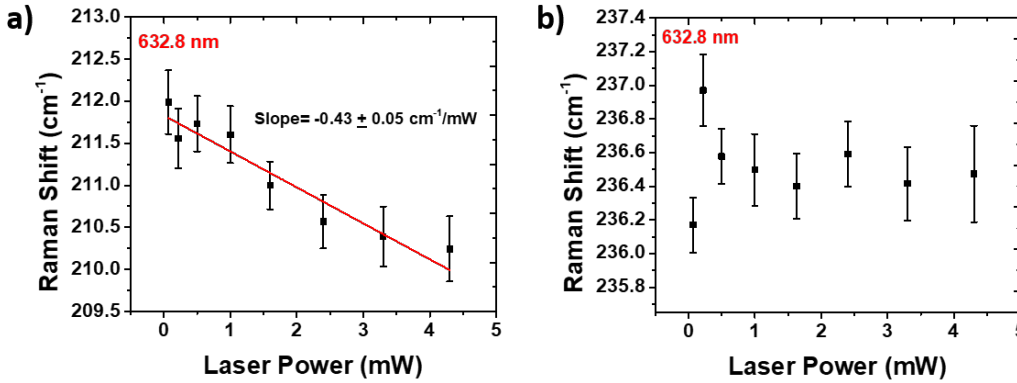 a)
632.8 nm
Slope= -0.43 ± 0.05 cm⁻¹/mW
Raman Shift (cm⁻¹)
213.0
212.5
212.0
211.5
211.0
210.5
210.0
209.5
0 1 2 3 4 5
Laser Power (mW)
b)
632.8 nm
Raman Shift (cm⁻¹)
237.4
237.2
237.0
236.8
236.6
236.4
236.2
236.0
235.8
0 1 2 3 4 5
Laser Power (mW)